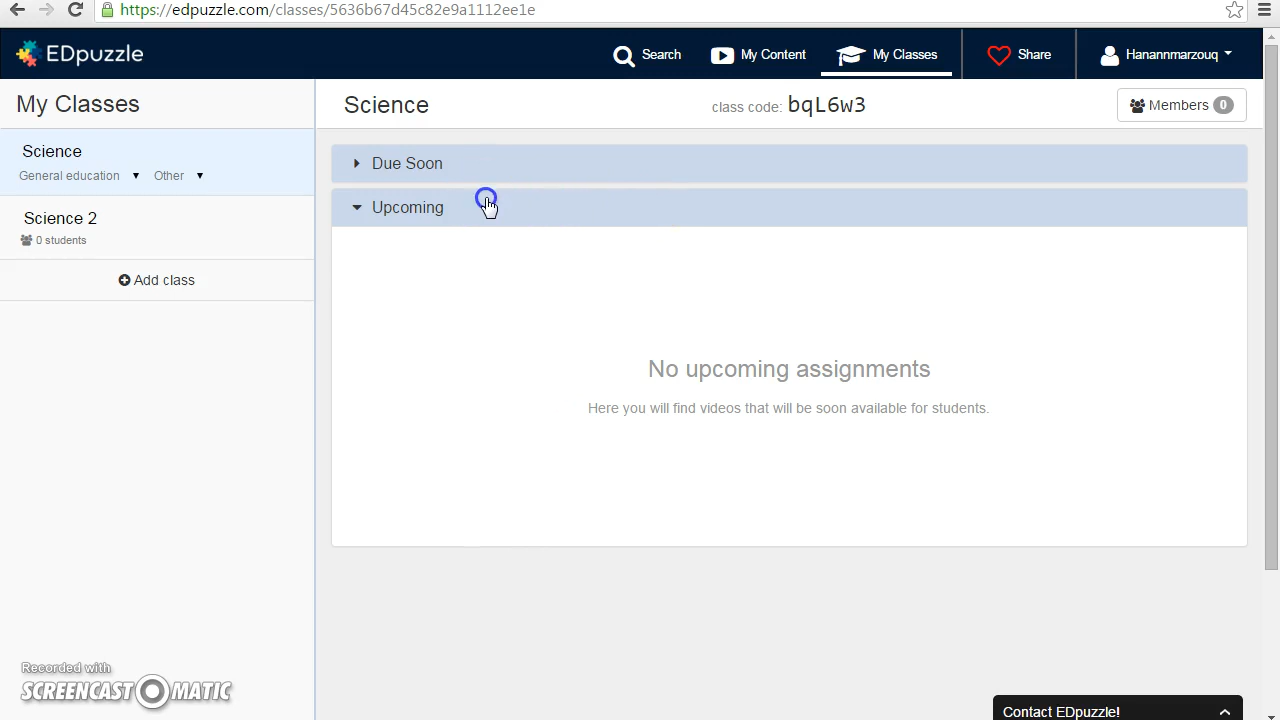 https://edpuzzle.com/classes/5636b67d45c82e9a1112ee1e
EDpuzzle
Search
My Content
My Classes
Share
Hanannmarzouq
My Classes
Science
General education
Other
Science 2
0 students
Add class
Science
class code: bqL6w3
Members 0
Due Soon
Upcoming
No upcoming assignments
Here you will find videos that will be soon available for students.
Recorded with
SCREENCAST MATIC
Contact EDpuzzle!